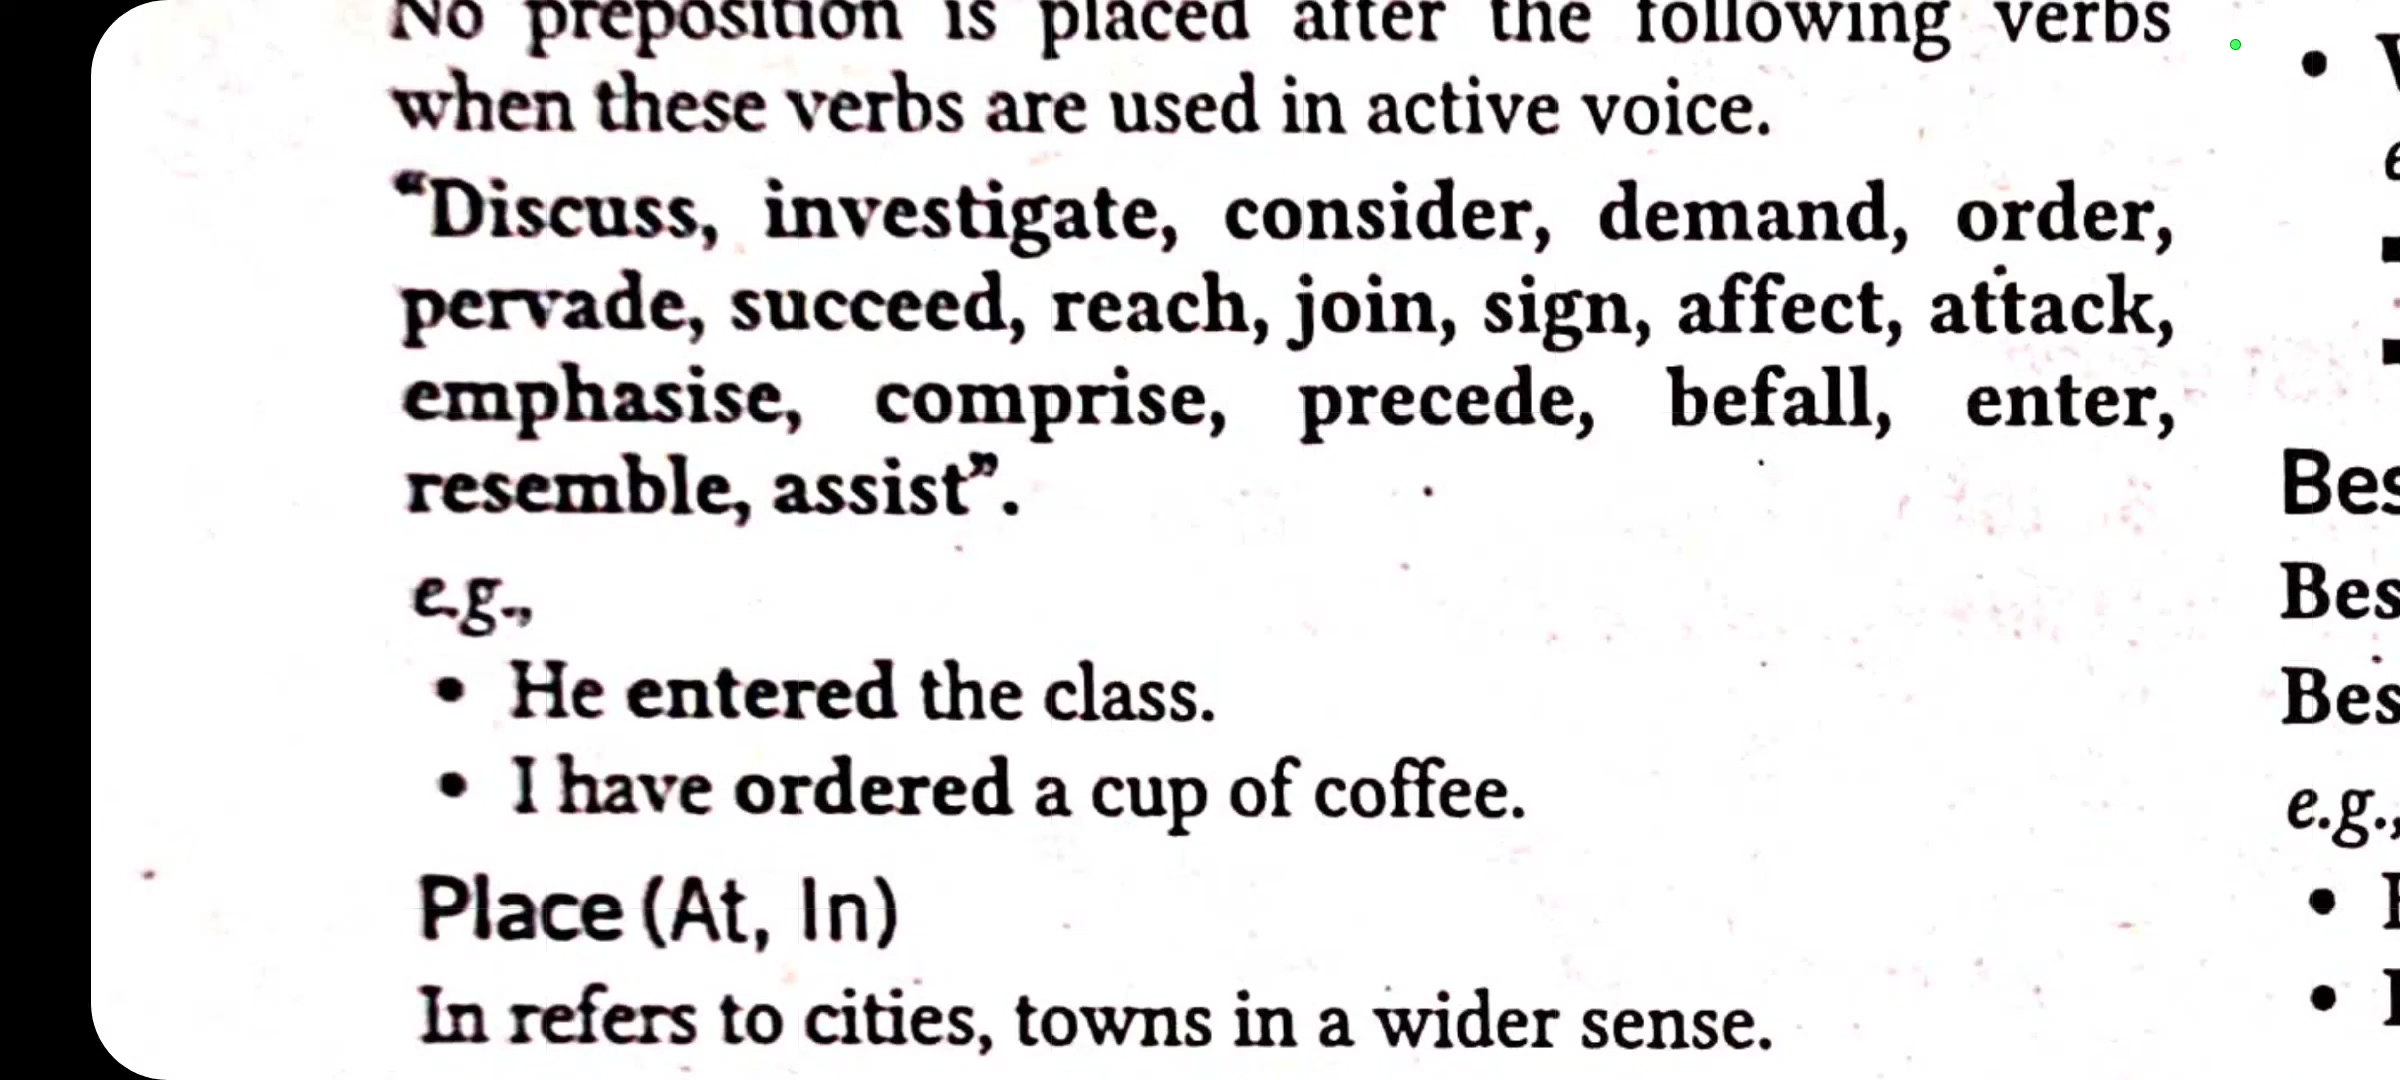 No preposition is placed after the following verbs
when these verbs are used in active voice.
“Discuss, investigate, consider, demand, order,
pervade, succeed, reach, join, sign, affect, attack,
emphasise, comprise, precede, befall, enter,
resemble, assist”.
e.g.,
• He entered the class.
• I have ordered a cup of coffee.
Place (At, In)
In refers to cities, towns in a wider sense.
Bes
Bes
Bes
e.g.,